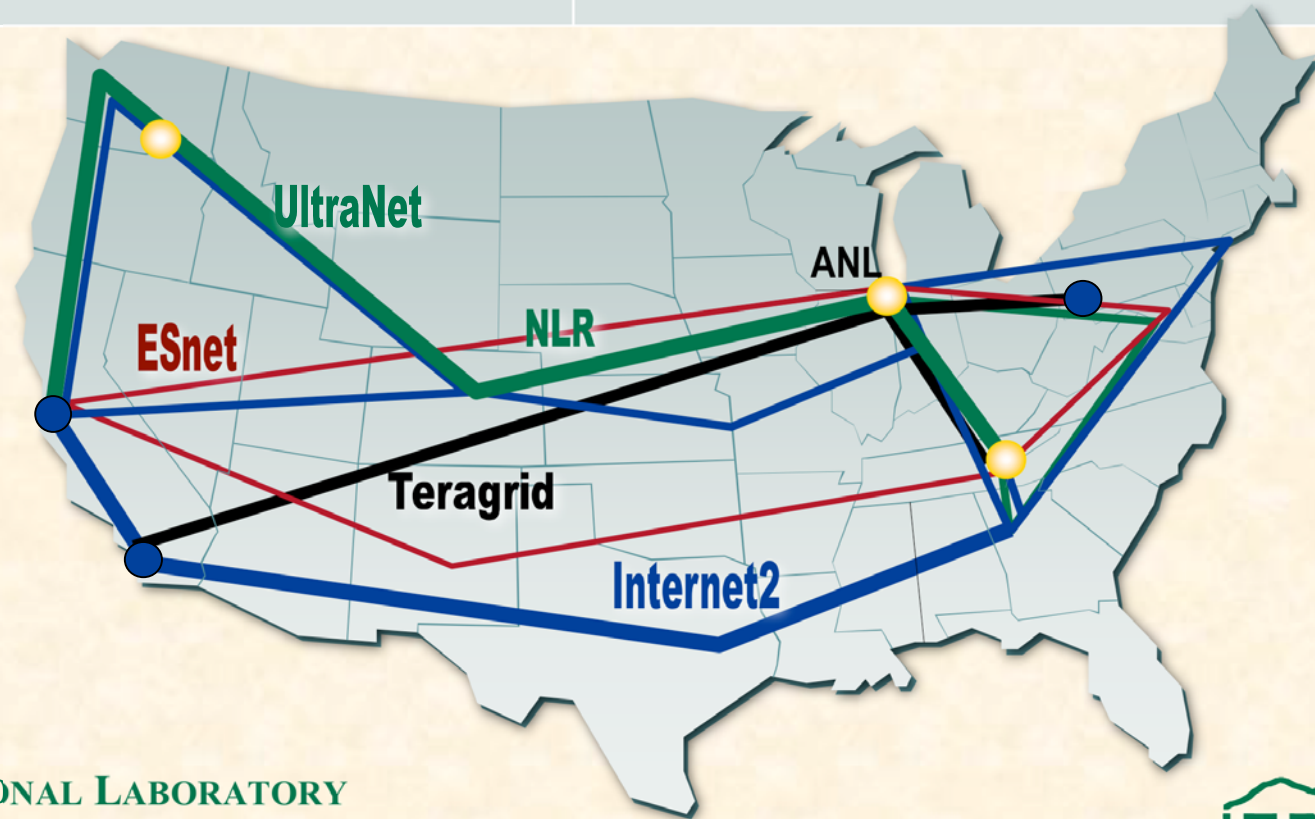 UltraNet
ANL
NLR
ESnet
Teragrid
Internet2
ONAL LABORATORY